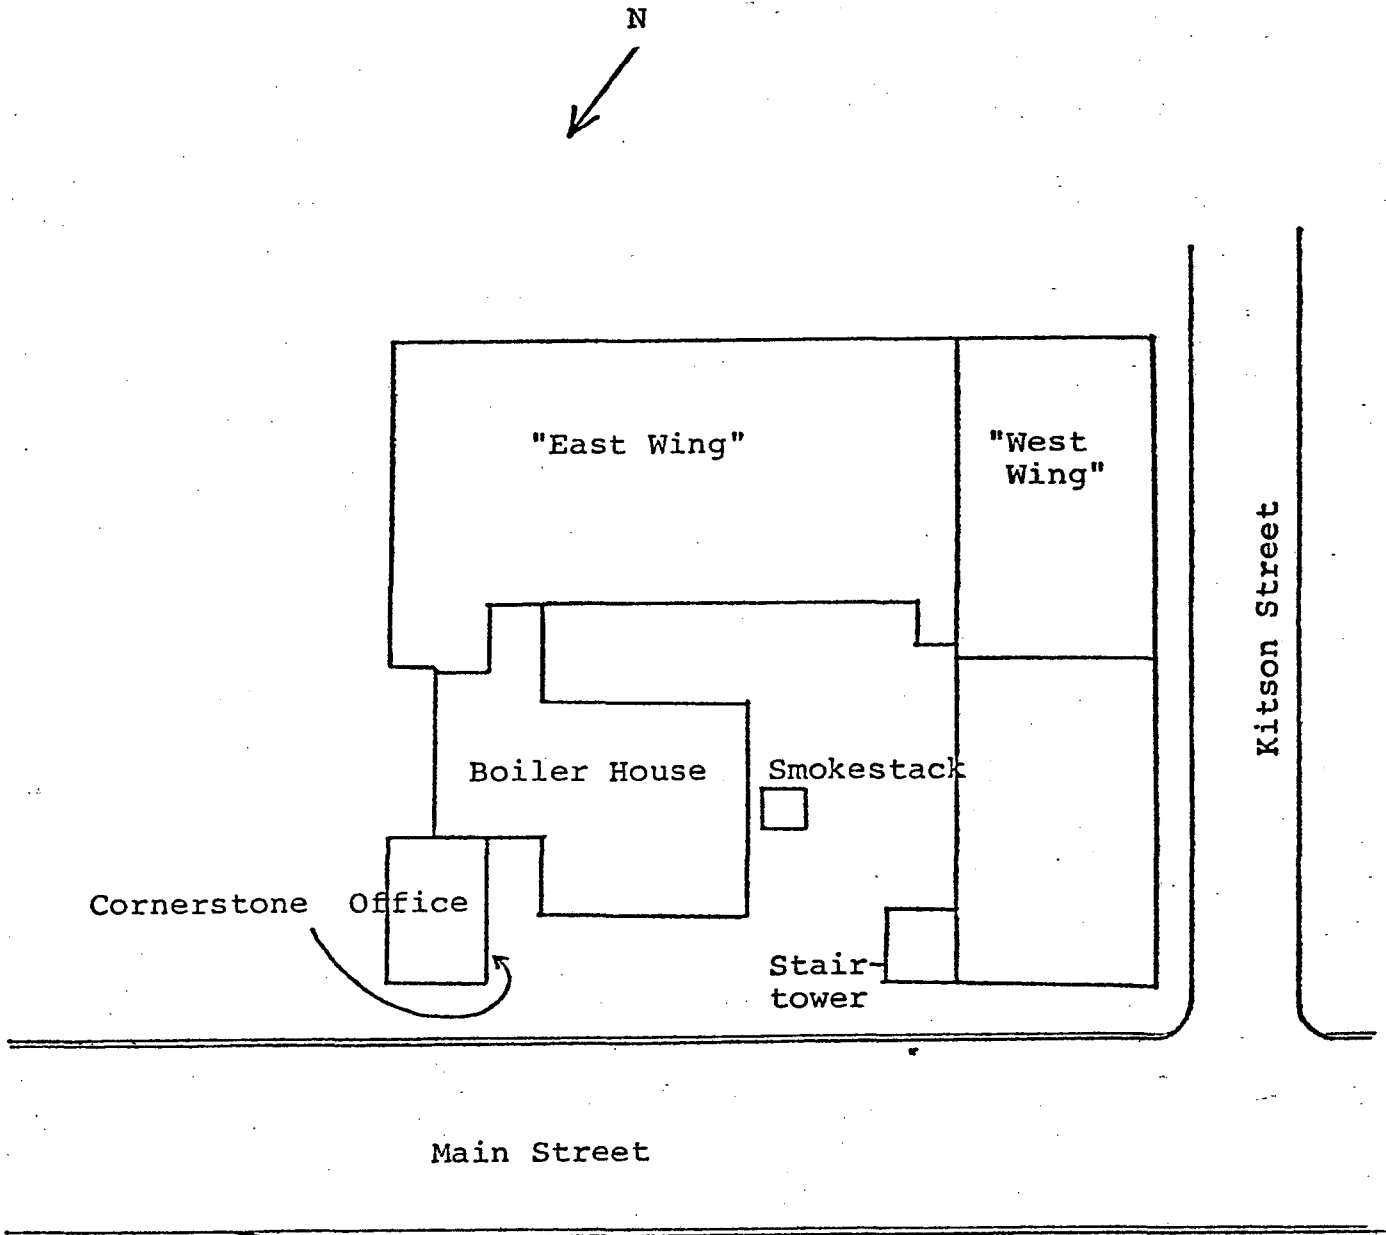 N
"East Wing"
"West
Wing"
Kitson Street
Boiler House
Smokestack
Cornerstone
Office
Stair
tower
Main Street